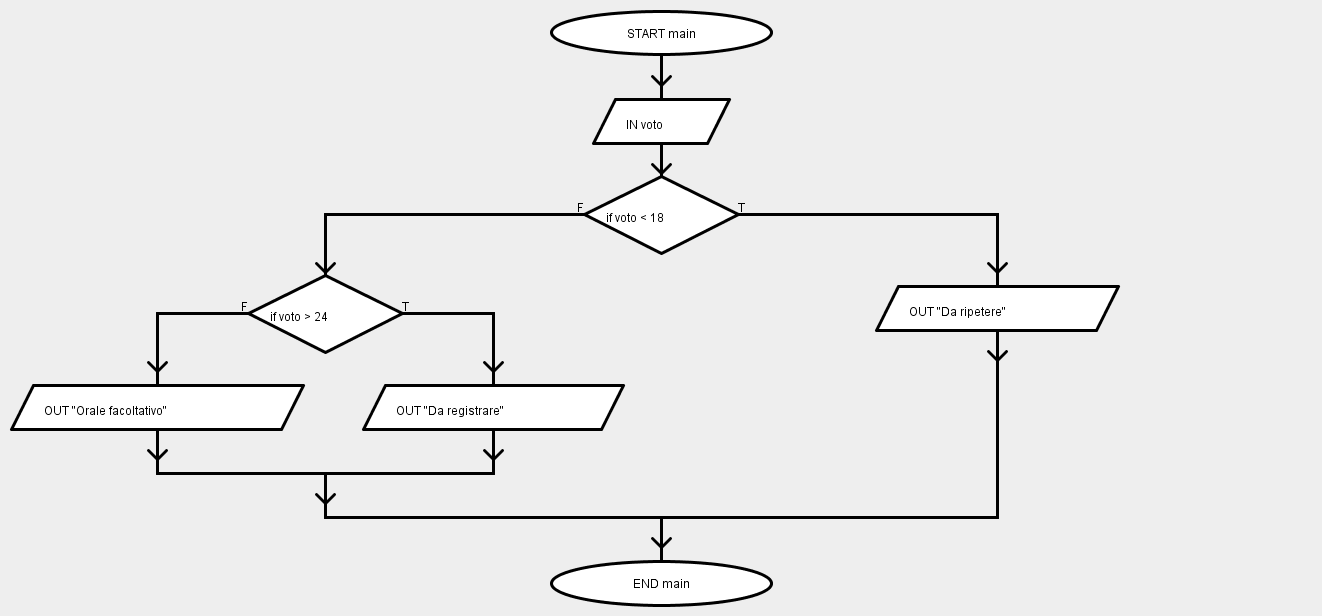 START main
IN voto
F
T
if voto < 18
F
T
if voto > 24
OUT "Da ripetere"
OUT "Orale facoltativo"
OUT "Da registrare"
END main